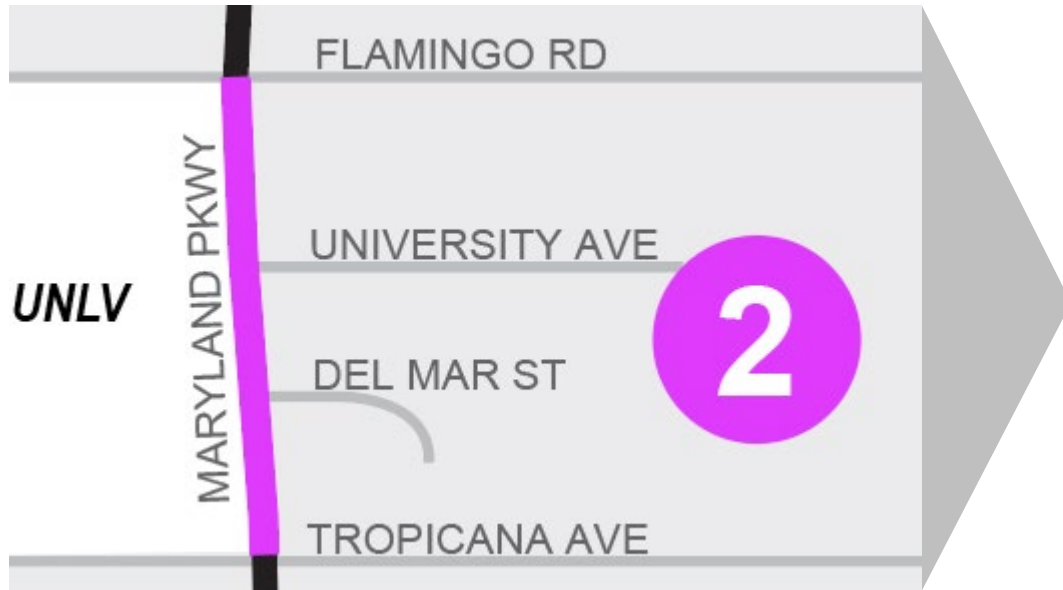 FLAMINGO RD
MARYLAND PKWY
UNIVERSITY AVE
UNLV
2
DEL MAR ST
TROPICANA AVE